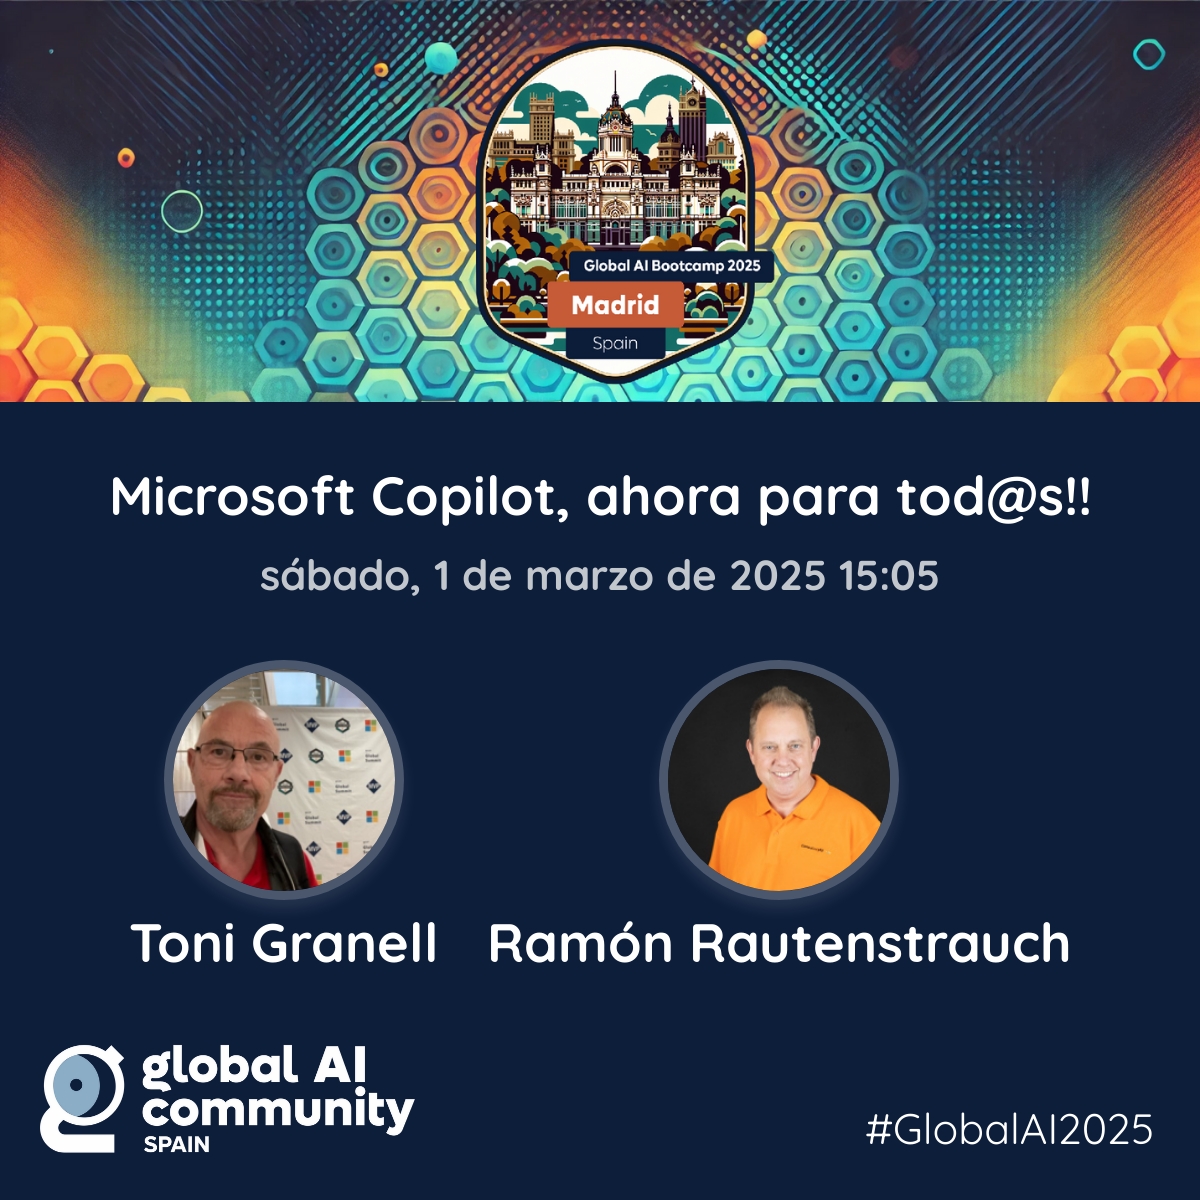 Global AI Bootcamp 2025
Madrid
Spain
Microsoft Copilot, ahora para tod@s!!
sábado, 1 de marzo de 2025 15:05
Toni Granell
Ramón Rautenstrauch
global AI
community
SPAIN
#GlobalAI2025